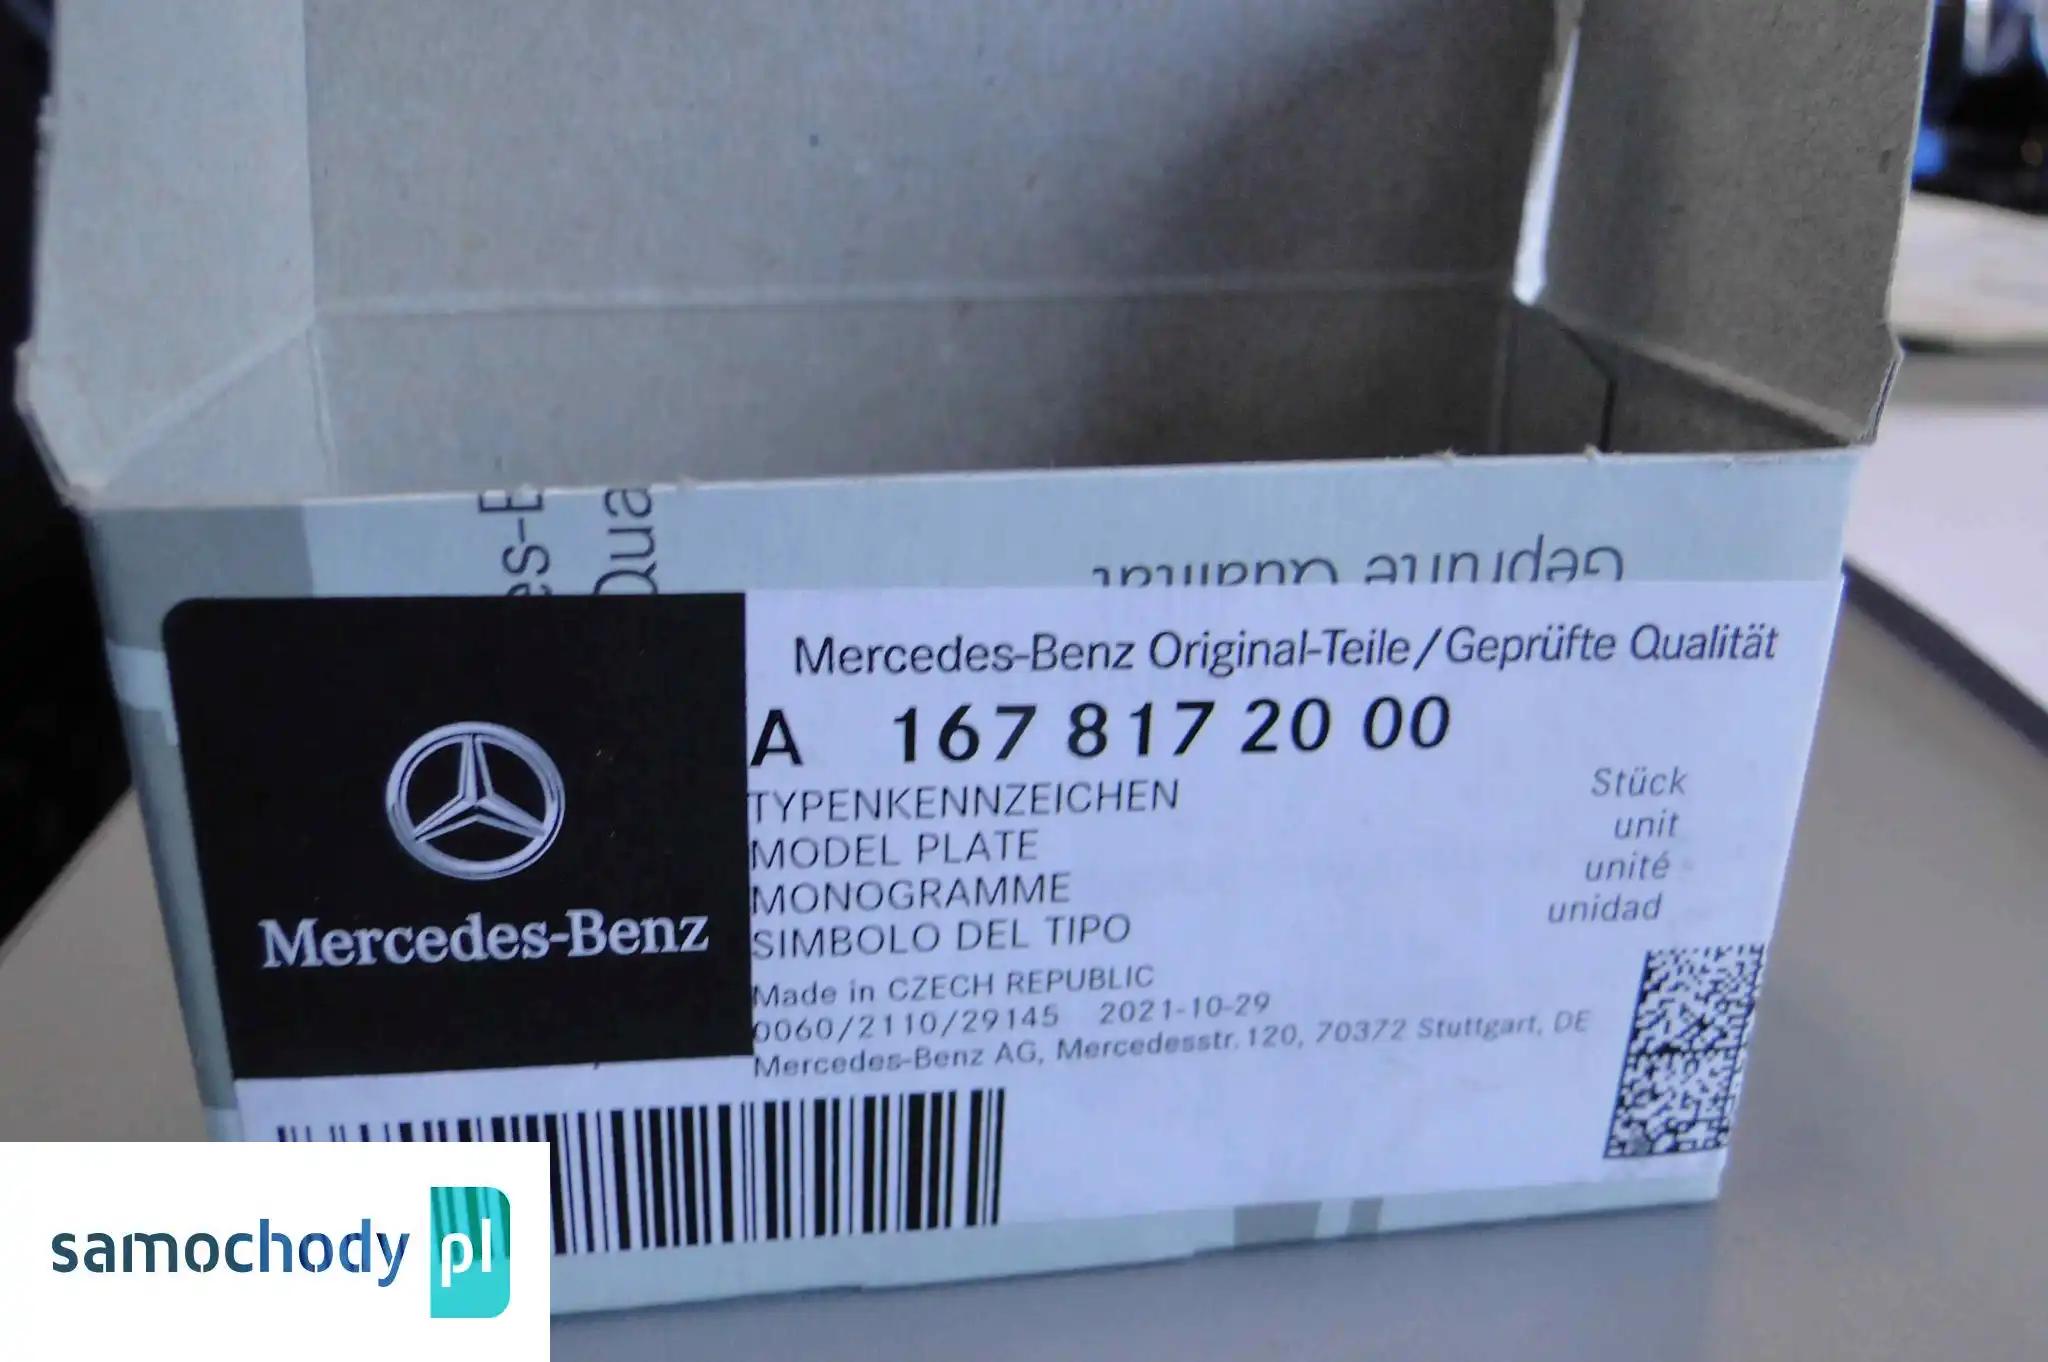 es-B
Qua
Geprüfte Qualität
Mercedes-Benz Original-Teile/Geprüfte Qualität
A 167 817 20 00
TYPENKENNZEICHEN
MODEL PLATE
MONOGRAMME
SIMBOLO DEL TIPO
Stück
unit
unité
unidad
Made in CZECH REPUBLIC
0060/2110/29145 2021-10-29
Mercedes-Benz AG, Mercedesstr. 120, 70372 Stuttgart, DE
Mercedes-Benz
samochody pl